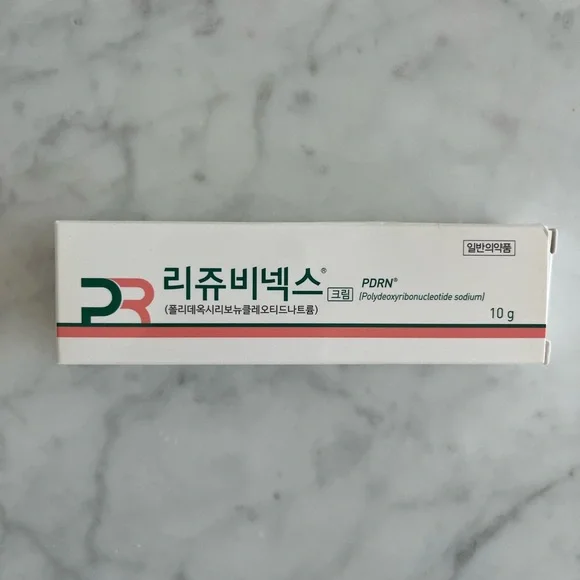 일반의약품
PR
리쥬비넥스®
크림
(폴리데옥시리보뉴클레오티드나트륨)
PDRN®
(Polydeoxyribonucleotide sodium)
10 g